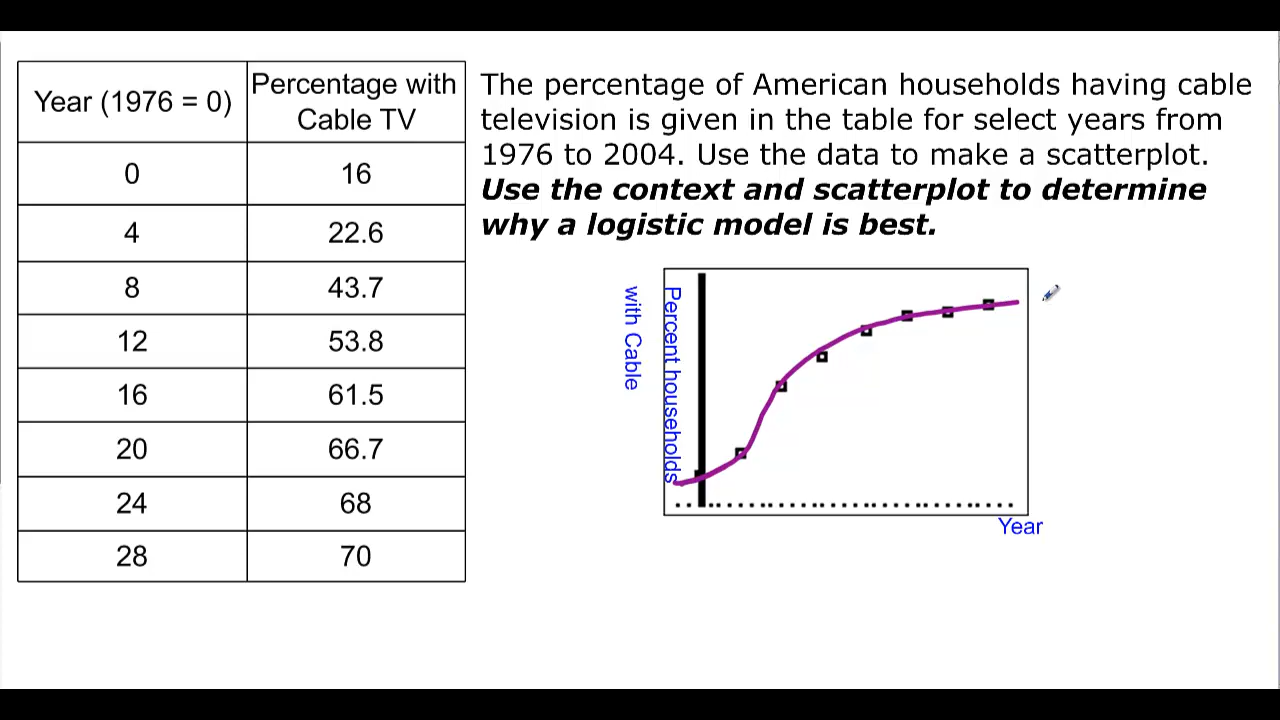 Year (1976 = 0)
Percentage with
Cable TV
0
16
4
22.6
8
43.7
12
53.8
16
61.5
20
66.7
24
68
28
70
The percentage of American households having cable
television is given in the table for select years from
1976 to 2004. Use the data to make a scatterplot.
Use the context and scatterplot to determine
why a logistic model is best.
Percent households
with Cable
Year